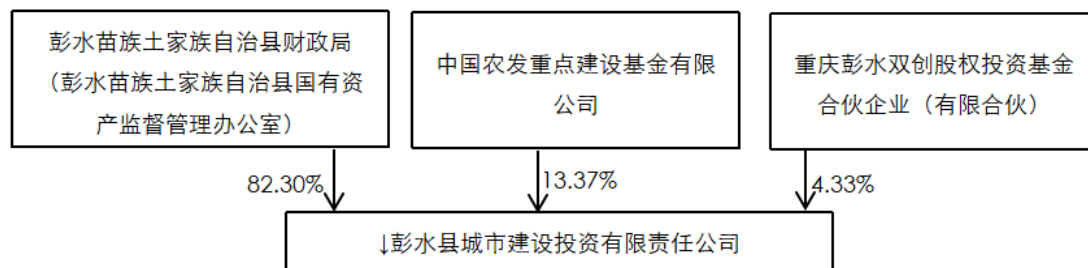 彭水苗族土家族自治县财政局
（彭水苗族土家族自治县国有资
产监督管理办公室）
中国农发重点建设基金有限
公司
重庆彭水双创股权投资基金
合伙企业（有限合伙）
82.30%
13.37%
4.33%
↓彭水县城市建设投资有限责任公司